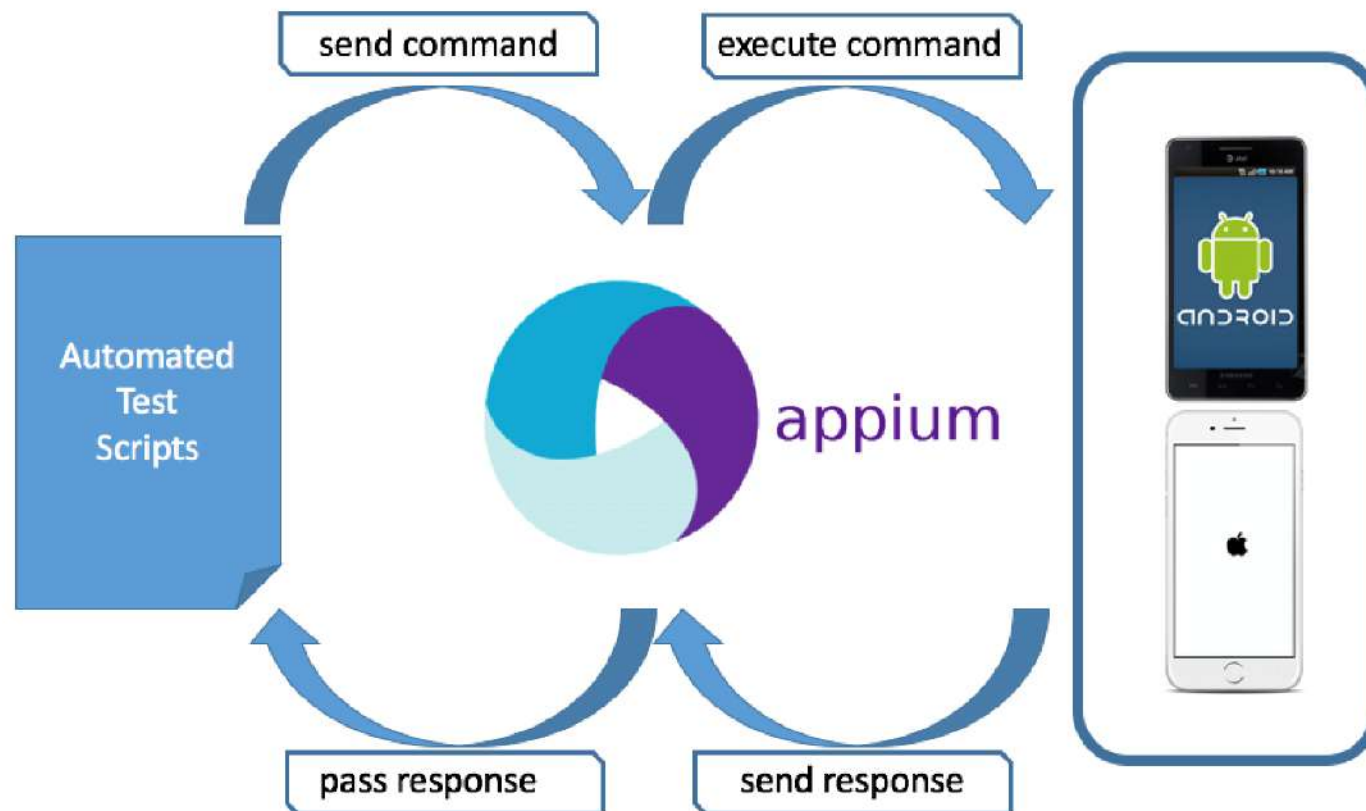 send command
execute command
Automated
Test
Scripts
appium
ANDROID
pass response
send response